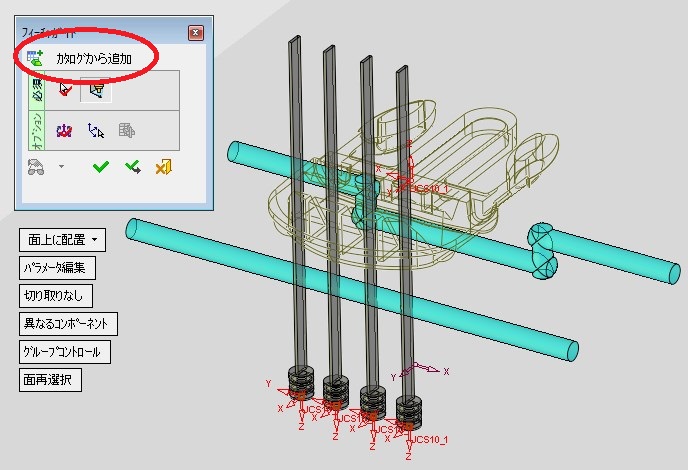 フィーチャガイド
カタログから追加
必須
オプション
面上に配置
パラメータ編集
切り取りなし
異なるコンポーネント
グループコントロール
面再選択
Z
X
Y
JCS10_1
Y
X
Z
JCS1
X
Z
X
Z
X
JCS10_1
Z
Y
X